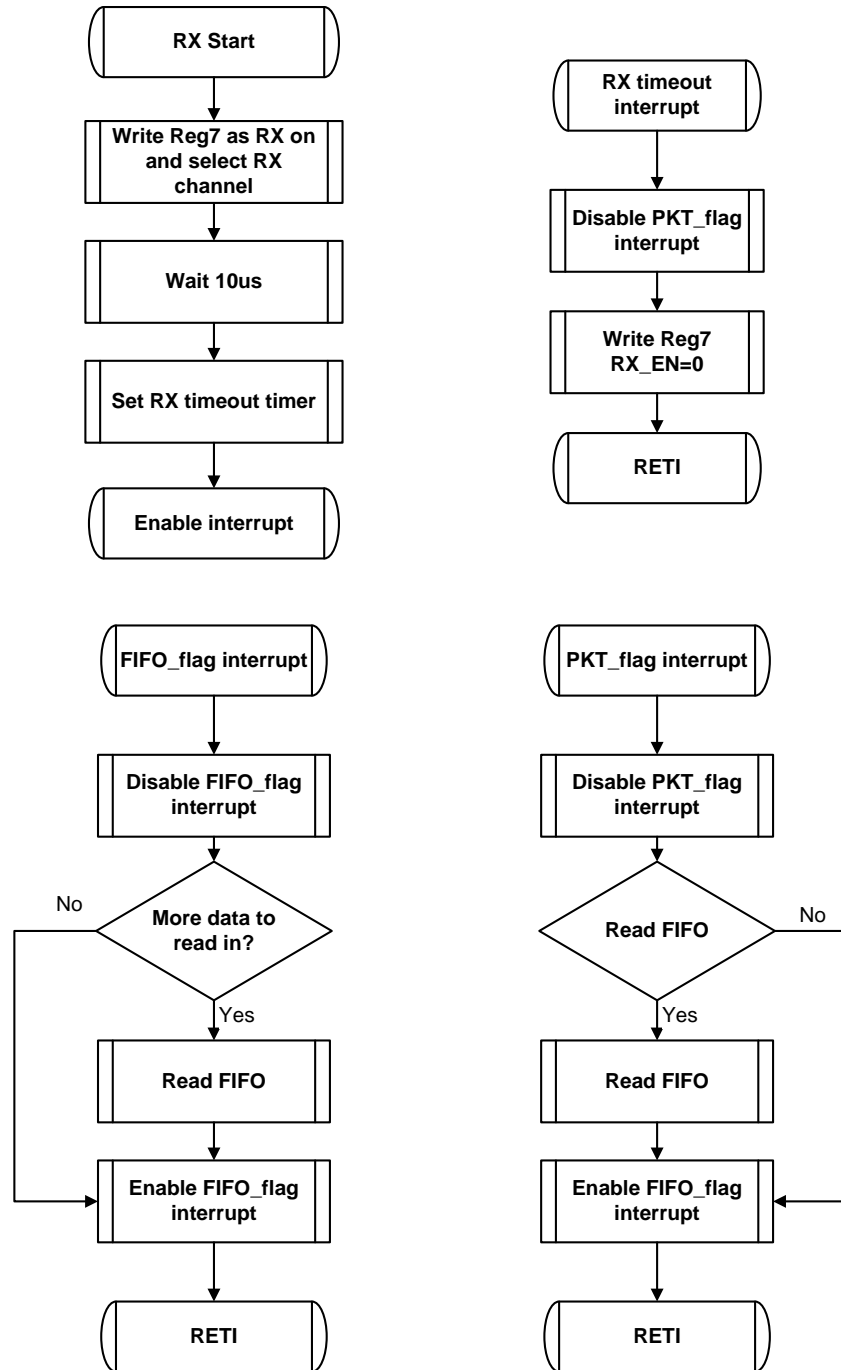 RX Start
Write Reg7 as RX on
and select RX
channel
Wait 10us
Set RX timeout timer
Enable interrupt
RX timeout
interrupt
Disable PKT_flag
interrupt
Write Reg7
RX_EN=0
RETI
FIFO_flag interrupt
Disable FIFO_flag
interrupt
No
More data to
read in?
Yes
Read FIFO
Enable FIFO_flag
interrupt
RETI
PKT_flag interrupt
Disable PKT_flag
interrupt
Read FIFO
No
Yes
Read FIFO
Enable FIFO_flag
interrupt
RETI